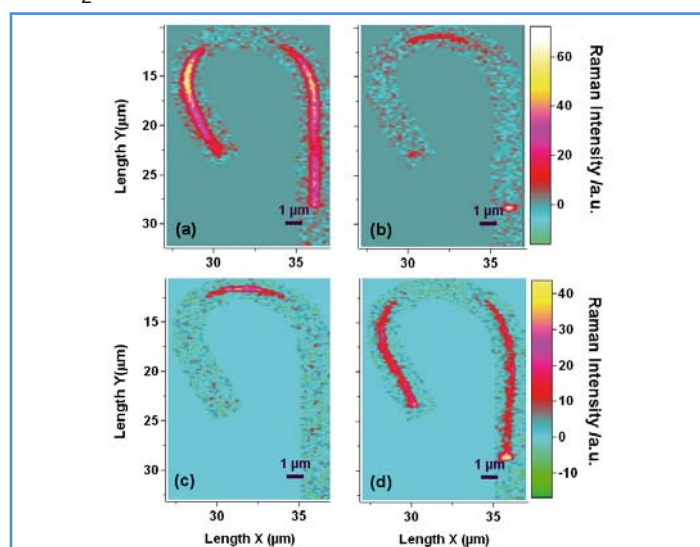 2
(a)
1 µm
(b)
1 µm
Length Y(µm)
10
15
20
25
30
30
35
30
35
60
40
20
0
Raman Intensity /a.u.
(c)
1 µm
(d)
1 µm
Length Y(µm)
15
20
25
30
30
35
30
35
Length X (µm)
Length X (µm)
40
30
20
10
0
-10
Raman Intensity /a.u.